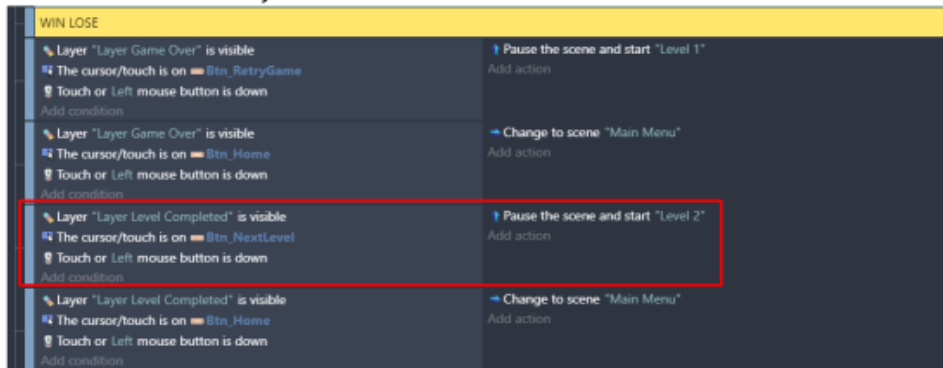 WIN LOSE
Layer "Layer Game Over" is visible
Pause the scene and start "Level 1"
The cursor/touch is on Btn_RetryGame
Add action
Touch or Left mouse button is down
Add condition
Layer "Layer Game Over" is visible
Change to scene "Main Menu"
The cursor/touch is on Btn_Home
Add action
Touch or Left mouse button is down
Add condition
Layer "Layer Level Completed" is visible
Pause the scene and start "Level 2"
The cursor/touch is on Btn_NextLevel
Add action
Touch or Left mouse button is down
Add condition
Layer "Layer Level Completed" is visible
Change to scene "Main Menu"
The cursor/touch is on Btn_Home
Add action
Touch or Left mouse button is down
Add condition